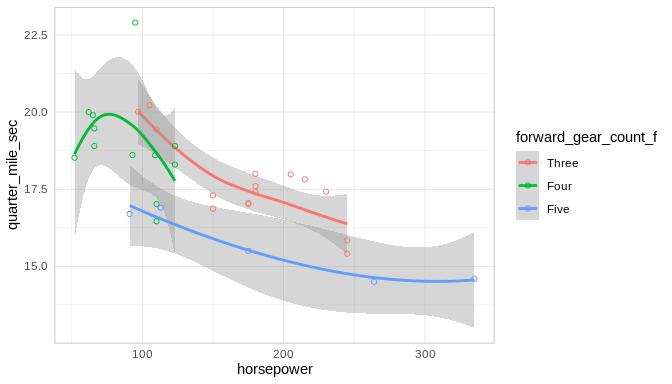 22.5
20.0
17.5
15.0
quarter_mile_sec
100
200
300
horsepower
forward_gear_count_f
Three
Four
Five